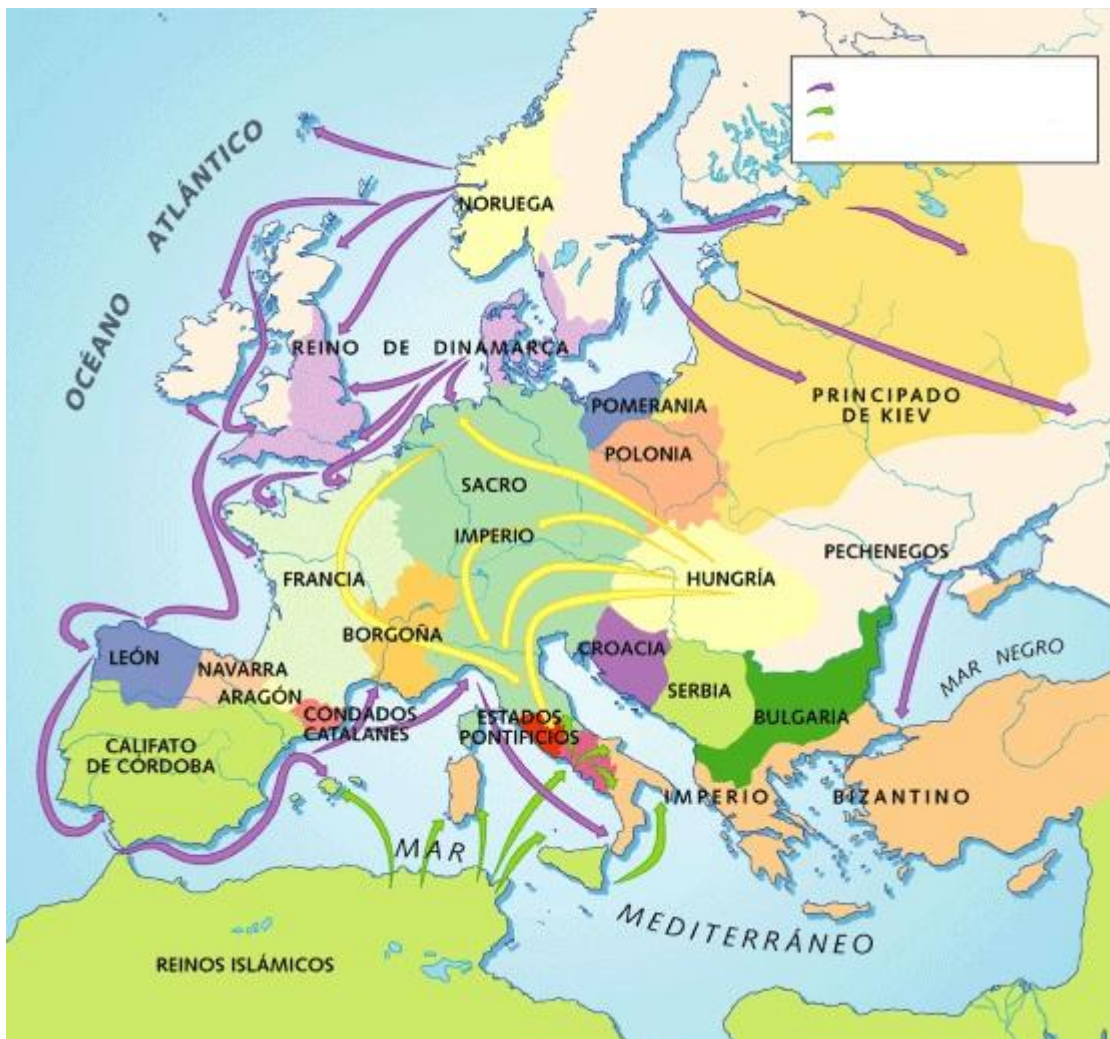 OCÉANO ATLÁNTICO
NORUEGA
REINO DE DINAMARCA
POMERANIA
PRINCIPADO
DE KIEV
POLONIA
SACRO
IMPERIO
PECHENEGOS
FRANCIA
HUNGRÍA
BORGOÑA
CROACIA
LEÓN
NAVARRA
ARAGÓN
SERBIA
MAR NEGRO
CONDADOS
CATALANES
ESTADOS
PONTIFICIOS
BULGARIA
CALIFATO
DE CÓRDOBA
IMPERIO BIZANTINO
MAR MEDITERRÁNEO
REINOS ISLÁMICOS